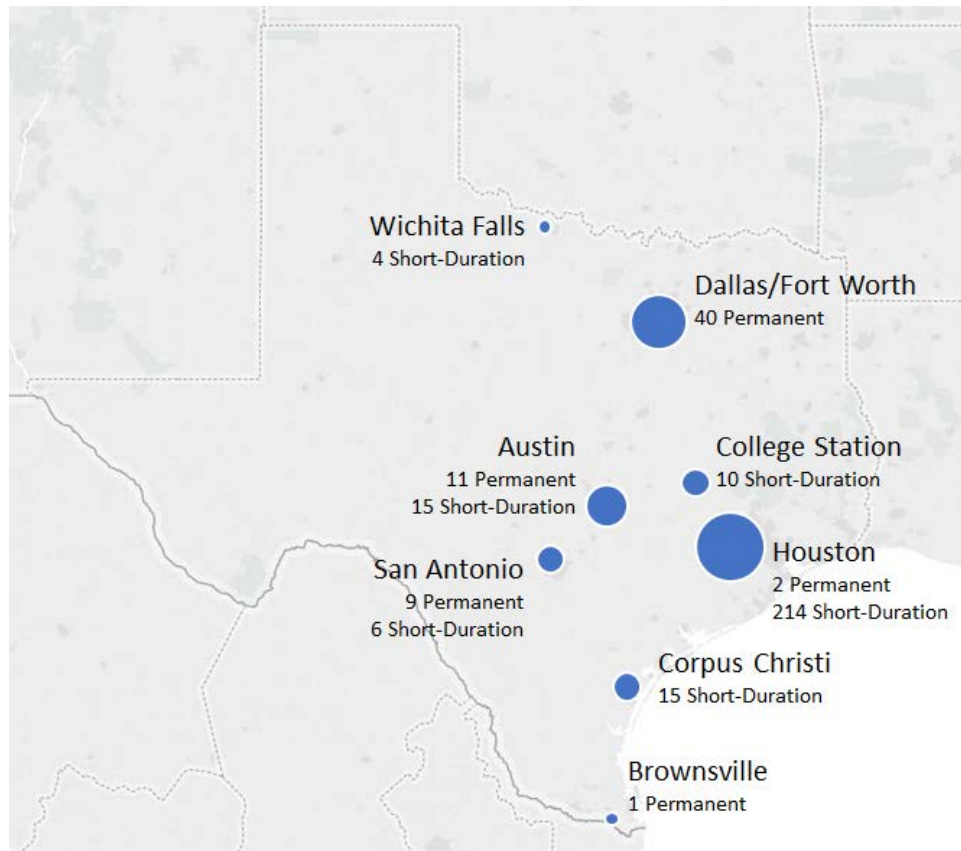 Wichita Falls
4 Short-Duration
Dallas/Fort Worth
40 Permanent
Austin
11 Permanent
15 Short-Duration
College Station
10 Short-Duration
San Antonio
9 Permanent
6 Short-Duration
Houston
2 Permanent
214 Short-Duration
Corpus Christi
15 Short-Duration
Brownsville
1 Permanent